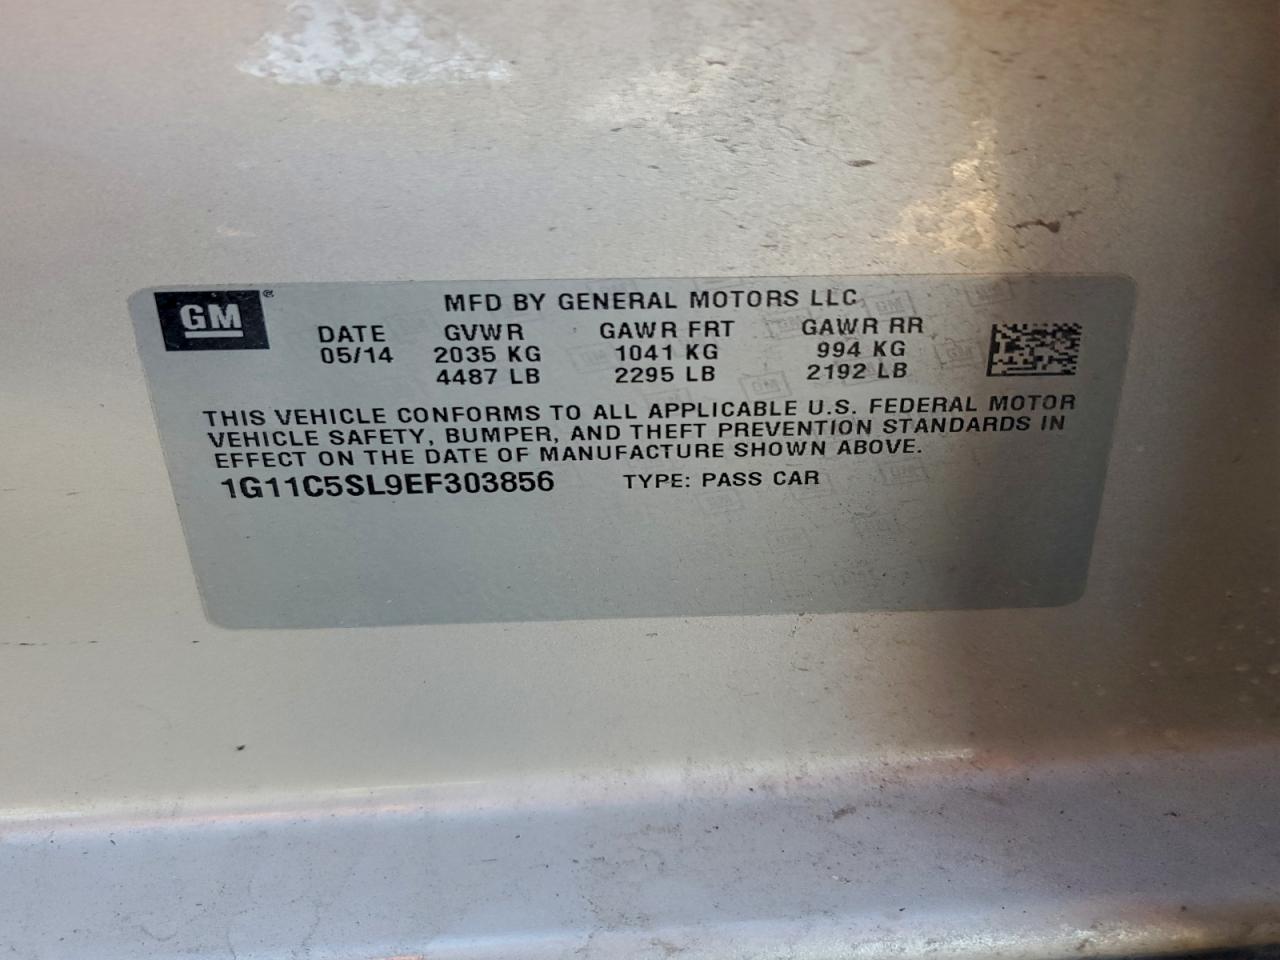 GM®
MFD BY GENERAL MOTORS LLC
DATE GVWR GAWR FRT GAWR RR
05/14 2035 KG 1041 KG 994 KG
4487 LB 2295 LB 2192 LB
THIS VEHICLE CONFORMS TO ALL APPLICABLE U.S. FEDERAL MOTOR
VEHICLE SAFETY, BUMPER, AND THEFT PREVENTION STANDARDS IN
EFFECT ON THE DATE OF MANUFACTURE SHOWN ABOVE.
1G11C5SL9EF303856 TYPE: PASS CAR